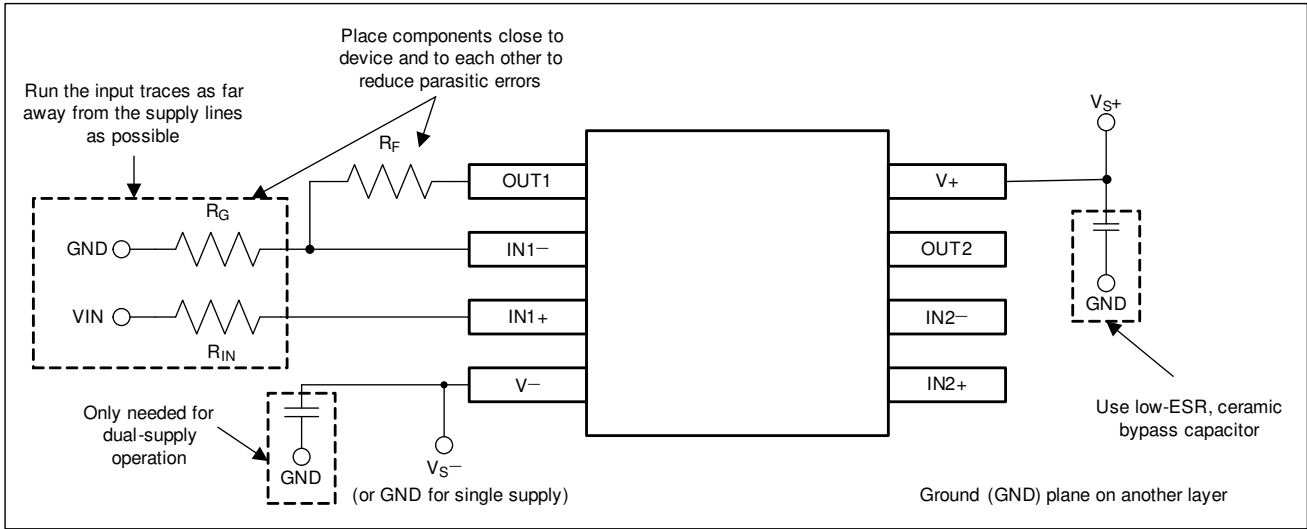 Place components close to
device and to each other to
reduce parasitic errors
Run the input traces as far
away from the supply lines
as possible
VS+
RF
OUT1
V+
RG
GND
IN1−
OUT2
GND
VIN
IN1+
IN2−
RIN
V−
IN2+
Only needed for
dual-supply
operation
Use low-ESR, ceramic
bypass capacitor
GND
VS−
(or GND for single supply)
Ground (GND) plane on another layer